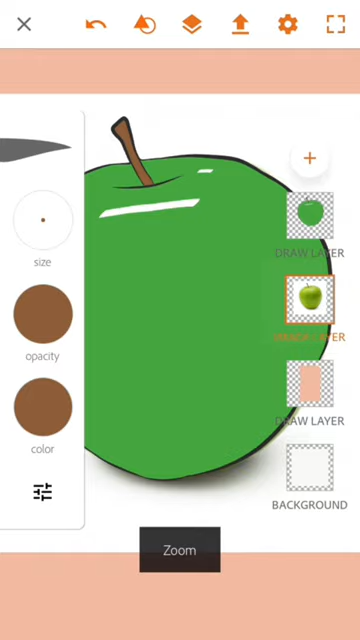 size
DRAW LAYER
opacity
color
DRAW LAYER
BACKGROUND
Zoom